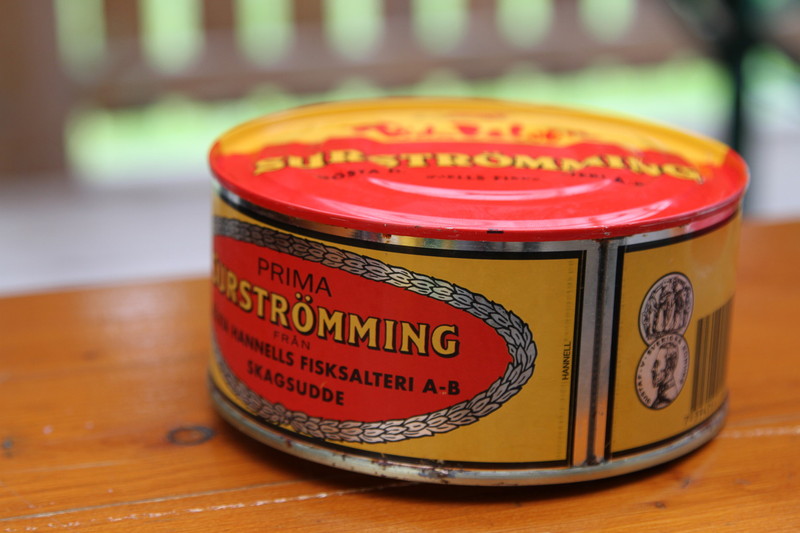 SURSTRÖMMING
PRIMA
SURSTRÖMMING
FRÅN
HANNELLS FISKSALTERI A-B
SKAGSUDDE
HANNELL